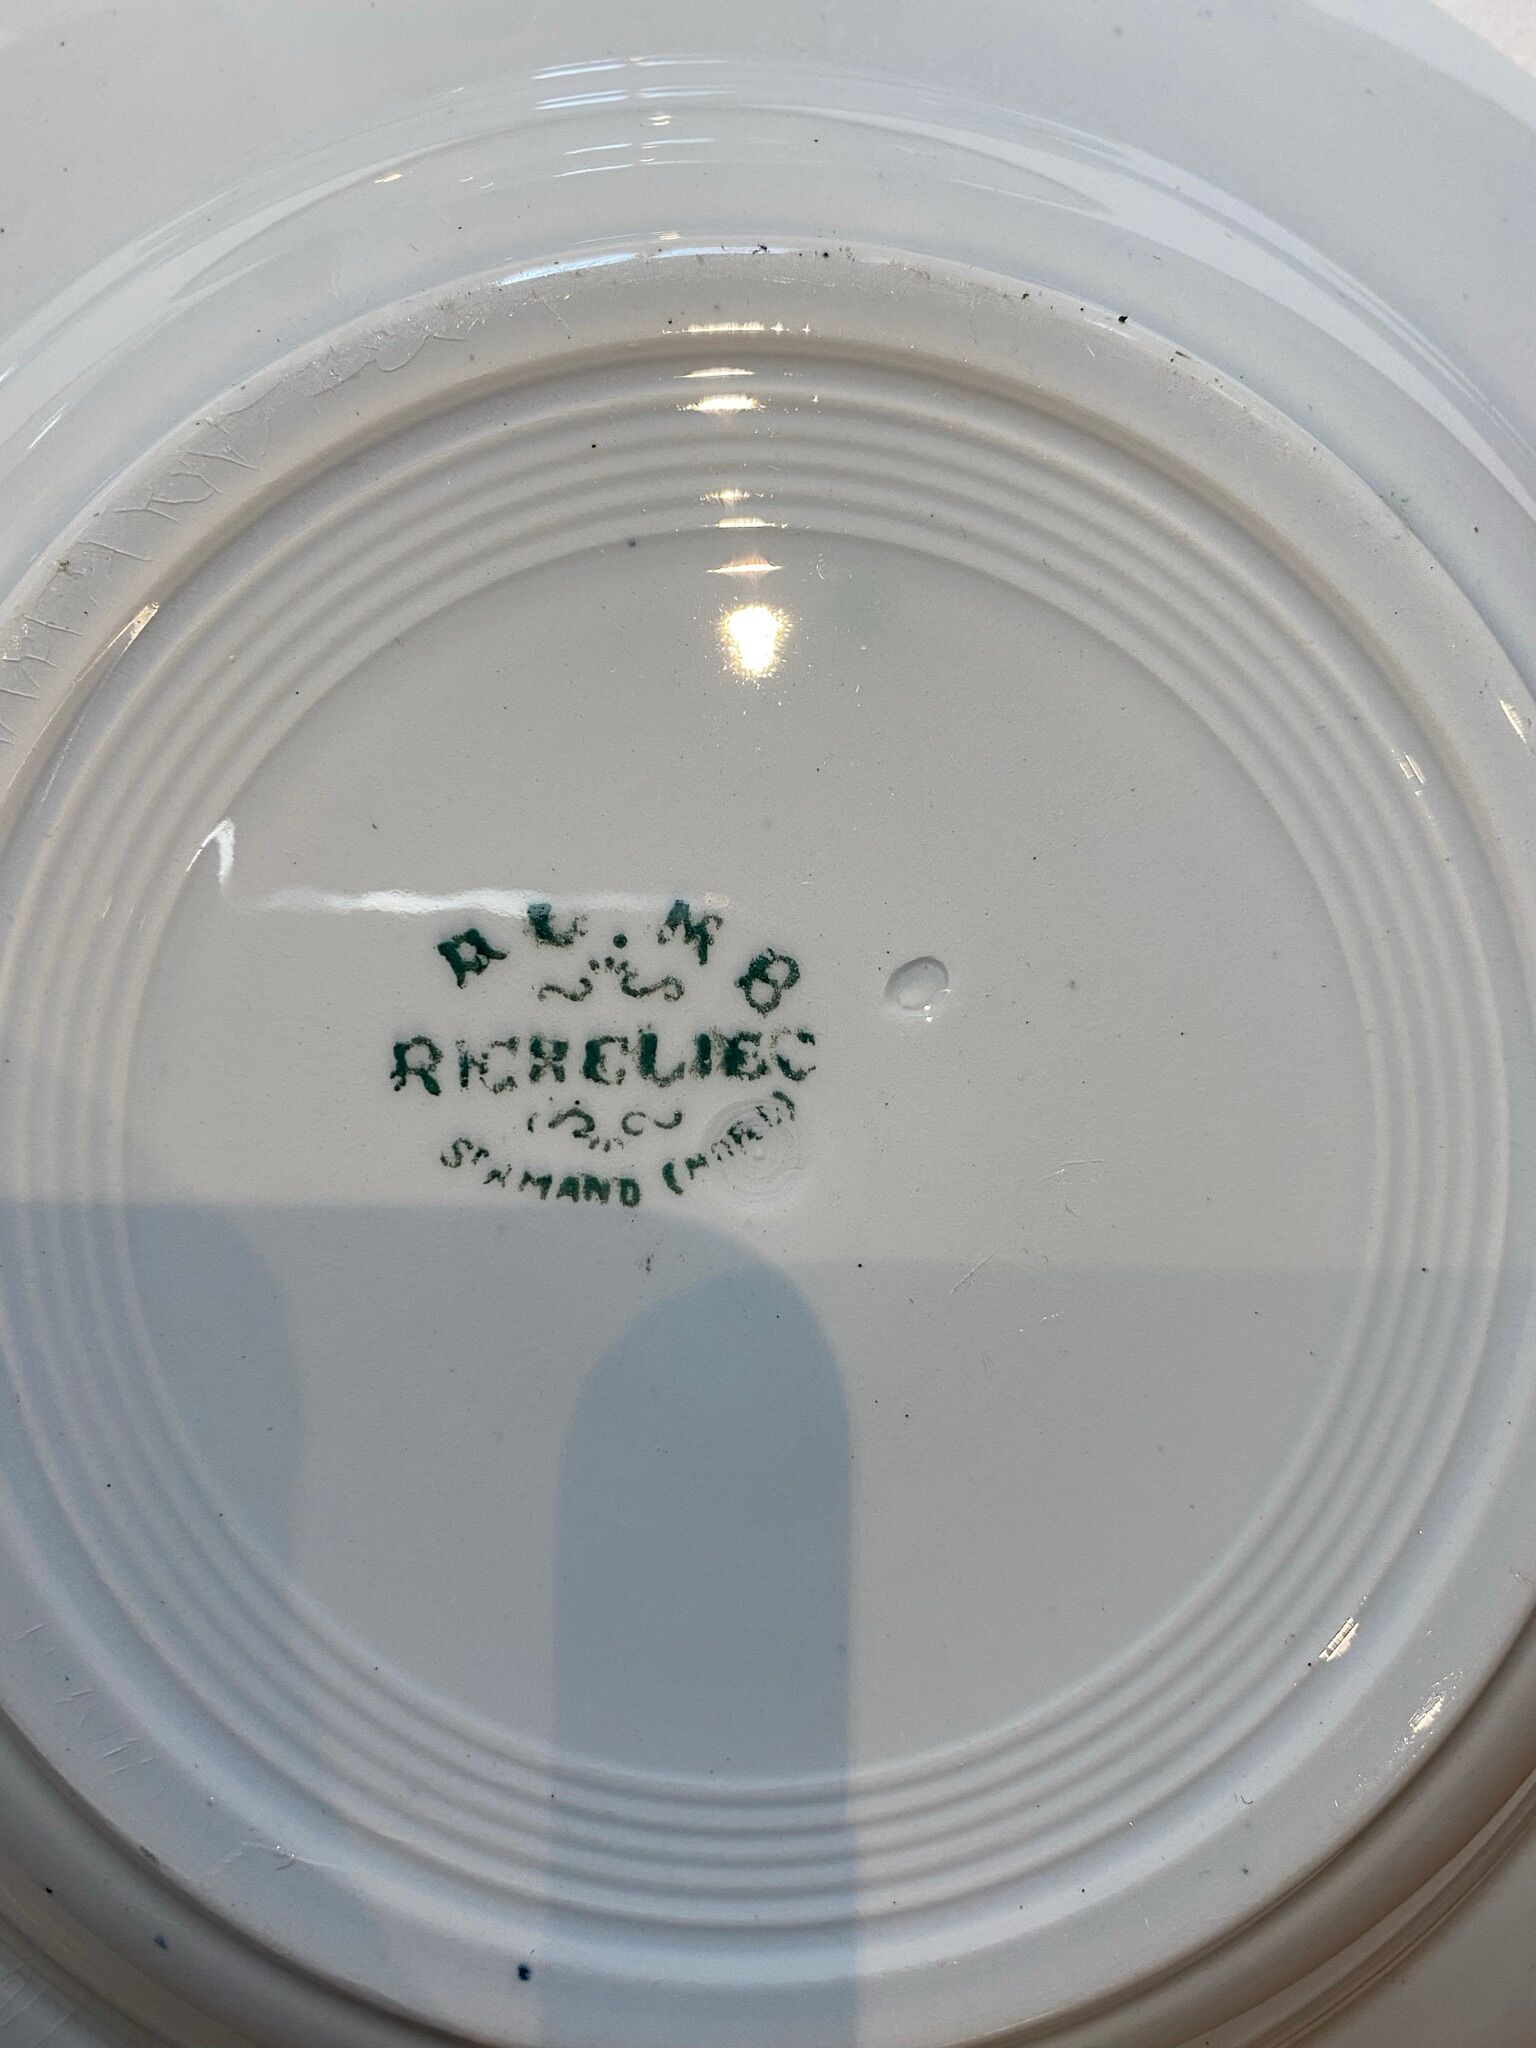 RICHELIEU
St AMAND (NORD)